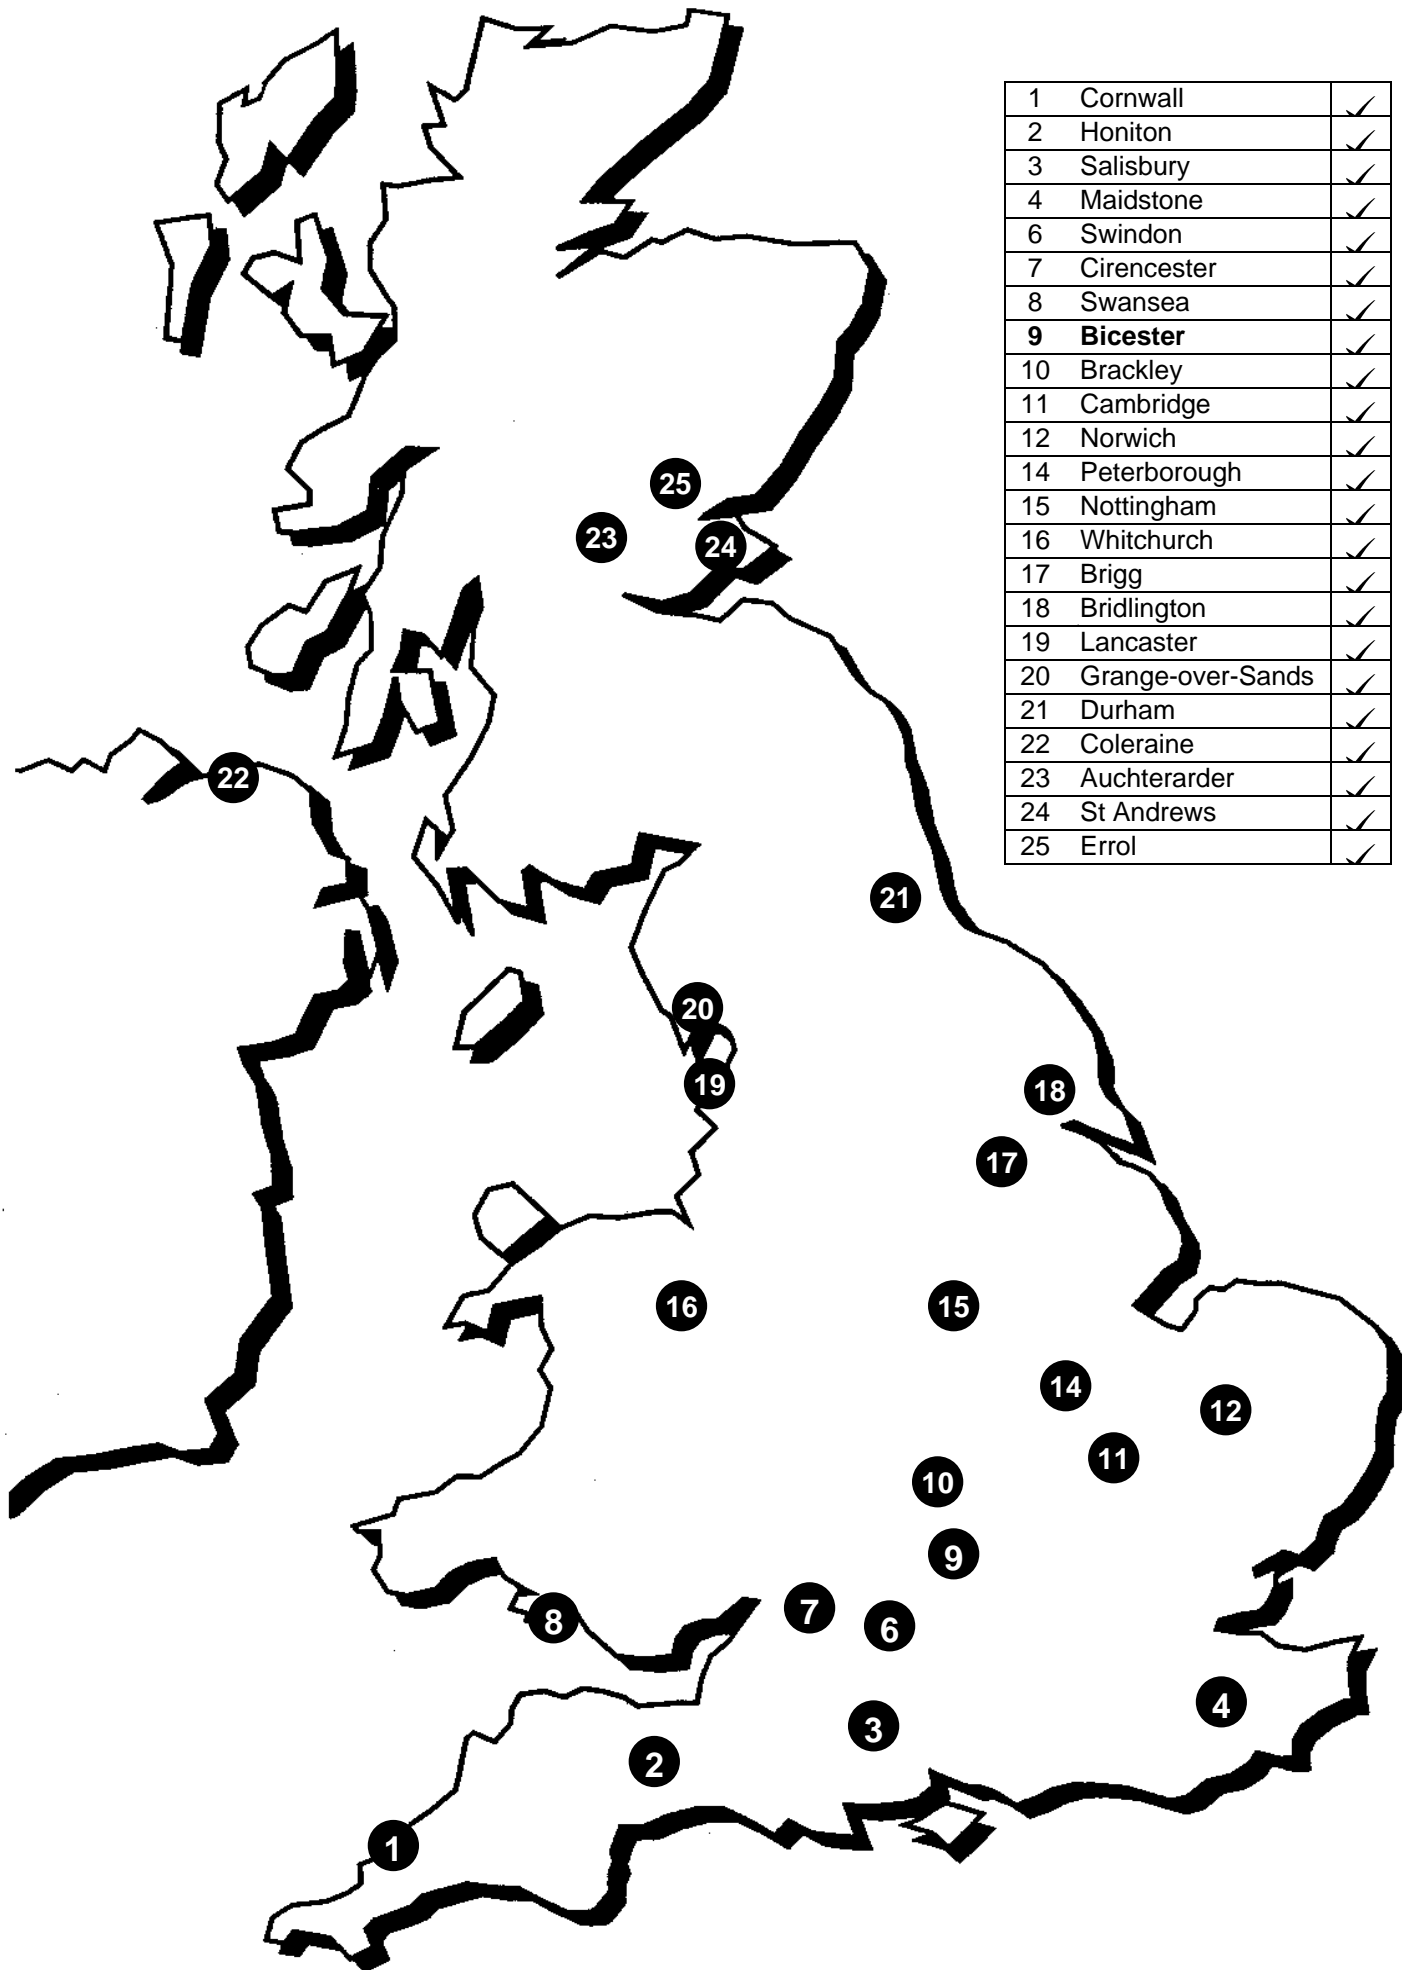 1 Cornwall ✓
2 Honiton ✓
3 Salisbury ✓
4 Maidstone ✓
6 Swindon ✓
7 Cirencester ✓
8 Swansea ✓
9 Bicester ✓
10 Brackley ✓
11 Cambridge ✓
12 Norwich ✓
14 Peterborough ✓
15 Nottingham ✓
16 Whitchurch ✓
17 Brigg ✓
18 Bridlington ✓
19 Lancaster ✓
20 Grange-over-Sands ✓
21 Durham ✓
22 Coleraine ✓
23 Auchterarder ✓
24 St Andrews ✓
25 Errol ✓
25
23
24
22
21
20
19
18
17
16
15
14
12
11
10
9
7
8
6
4
3
2
1